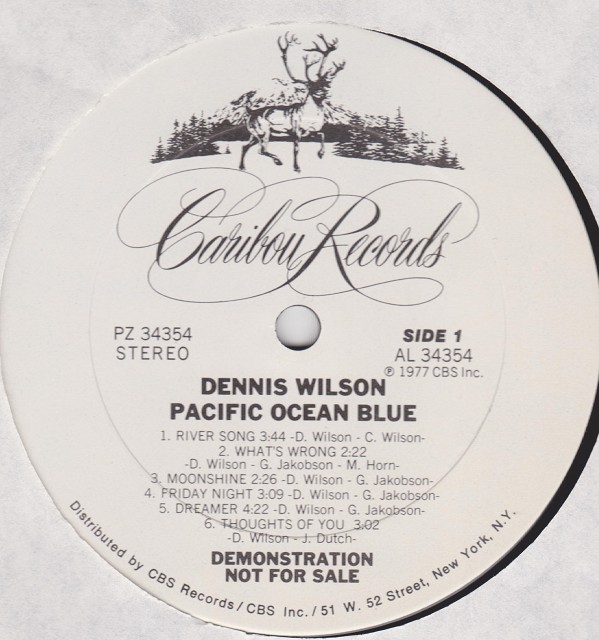 Caribou Records
PZ 34354
STEREO
SIDE 1
AL 34354
℗ 1977 CBS Inc.
DENNIS WILSON
PACIFIC OCEAN BLUE
1. RIVER SONG 3:44 -D. Wilson - C. Wilson-
2. WHAT'S WRONG 2:22
-D. Wilson - G. Jakobson - M. Horn-
3. MOONSHINE 2:26 -D. Wilson - G. Jakobson-
4. FRIDAY NIGHT 3:09 -D. Wilson - G. Jakobson-
5. DREAMER 4:22 -D. Wilson - G. Jakobson-
6. THOUGHTS OF YOU 3:02
-D. Wilson - J. Dutch-
DEMONSTRATION
NOT FOR SALE
Distributed by CBS Records/CBS Inc./51 W. 52 Street, New York, N.Y.